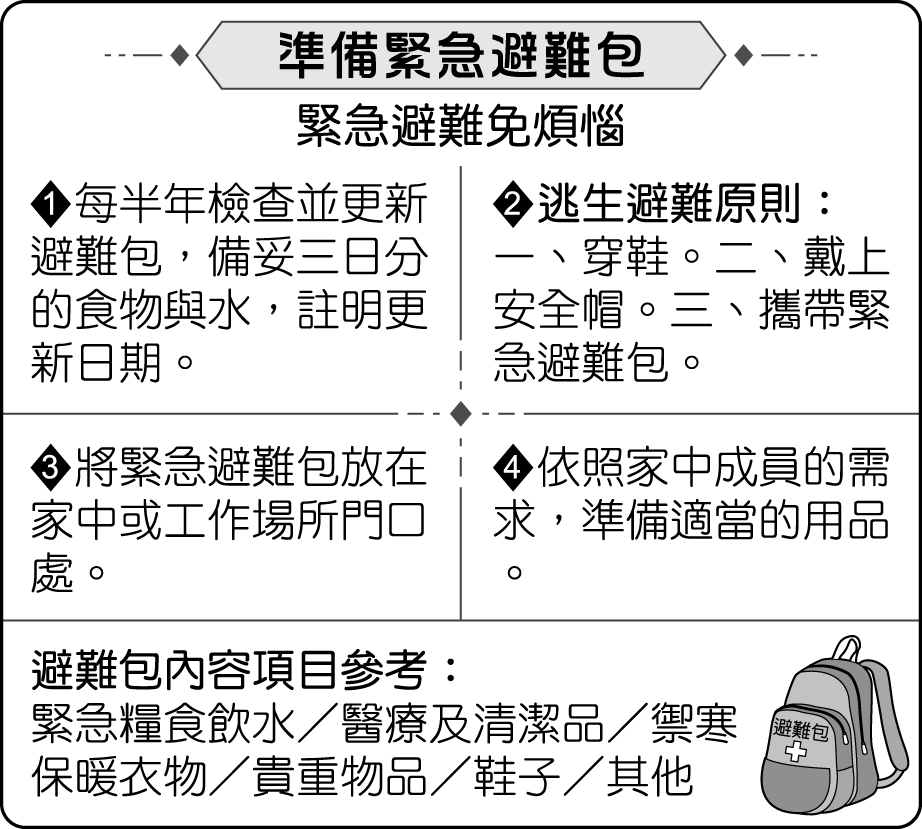 準備緊急避難包
緊急避難免煩惱
❶每半年檢查並更新
避難包，備妥三日分
的食物與水，註明更
新日期。
❷逃生避難原則：
一、穿鞋。二、戴上
安全帽。三、攜帶緊
急避難包。
❸將緊急避難包放在
家中或工作場所門口
處。
❹依照家中成員的需
求，準備適當的用品
。
避難包內容項目參考：
緊急糧食飲水／醫療及清潔品／禦寒
保暖衣物／貴重物品／鞋子／其他
避難包